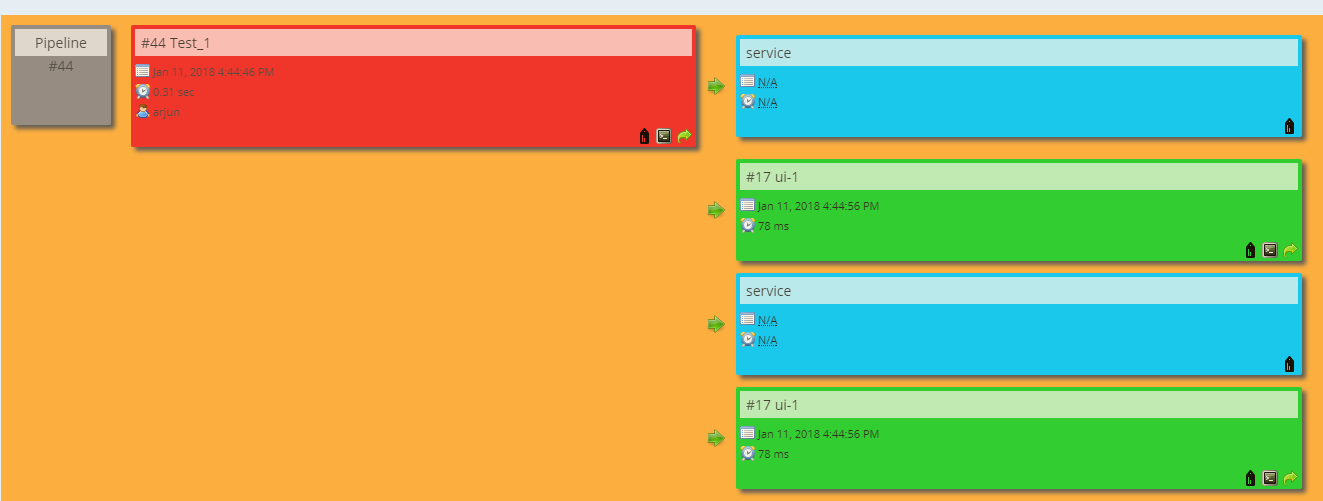 Pipeline
#44
#44 Test_1
Jan 11, 2018 4:44:46 PM
0.31 sec
arjun
service
N/A
N/A
#17 ui-1
Jan 11, 2018 4:44:56 PM
78 ms
service
N/A
N/A
#17 ui-1
Jan 11, 2018 4:44:56 PM
78 ms